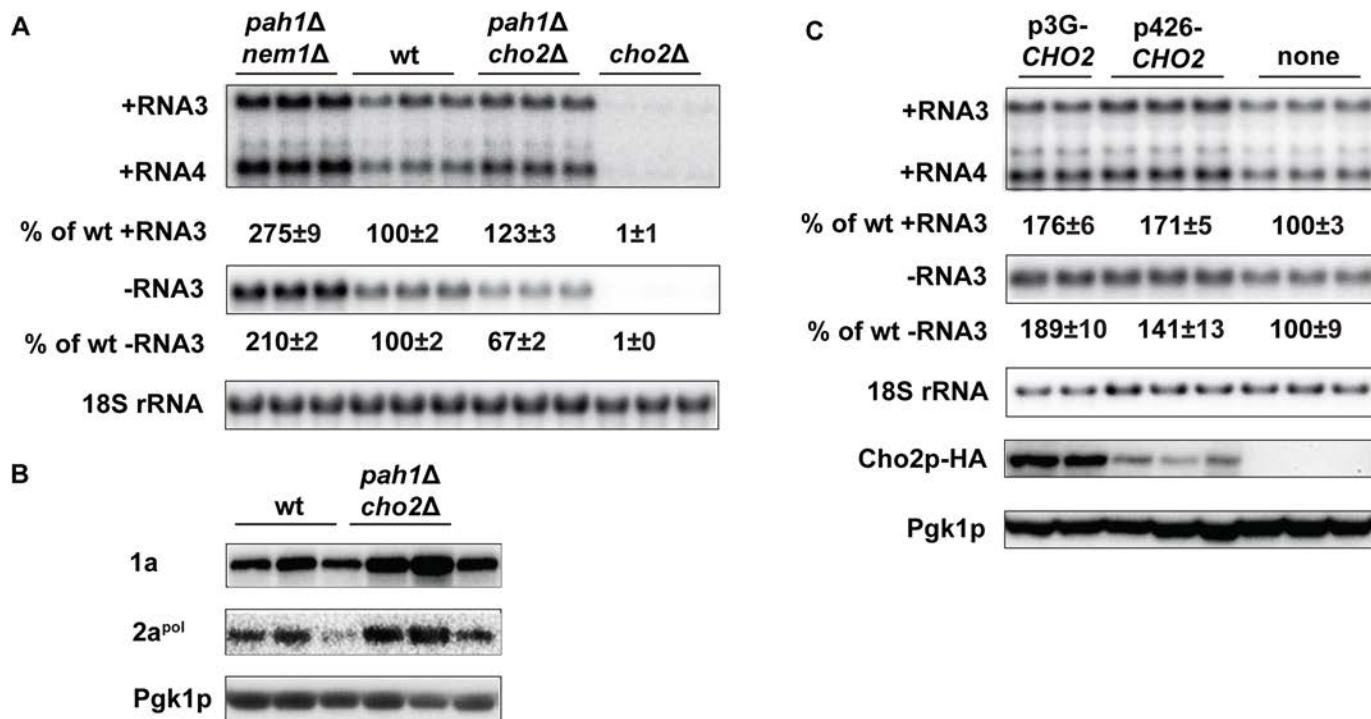 A
pah1Δ nem1Δ
wt
pah1Δ cho2Δ
cho2Δ
+RNA3
+RNA4
% of wt +RNA3 275±9 100±2 123±3 1±1
-RNA3
% of wt -RNA3 210±2 100±2 67±2 1±0
18S rRNA
B
wt
pah1Δ cho2Δ
1a
2apol
Pgk1p
C
p3G-CHO2
p426-CHO2
none
+RNA3
+RNA4
% of wt +RNA3 176±6 171±5 100±3
-RNA3
% of wt -RNA3 189±10 141±13 100±9
18S rRNA
Cho2p-HA
Pgk1p